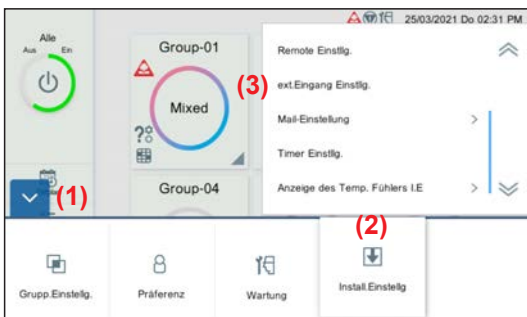 25/03/2021 Do 02:31 PM
Alle
Aus Ein
Group-01
Mixed
(3)
Remote Einstllg.
ext.Eingang Einstlg.
Mail-Einstellung >
Timer Einstllg.
Anzeige des Temp. Fühlers I.E >
(1)
Group-04
(2)
Grupp.Einstellg.
Präferenz
Wartung
Install.Einstellg